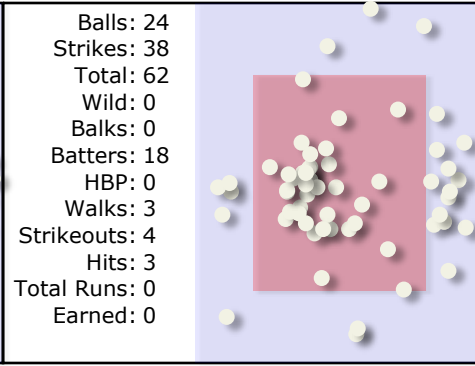 Balls: 24
Strikes: 38
Total: 62
Wild: 0
Balks: 0
Batters: 18
HBP: 0
Walks: 3
Strikeouts: 4
Hits: 3
Total Runs: 0
Earned: 0